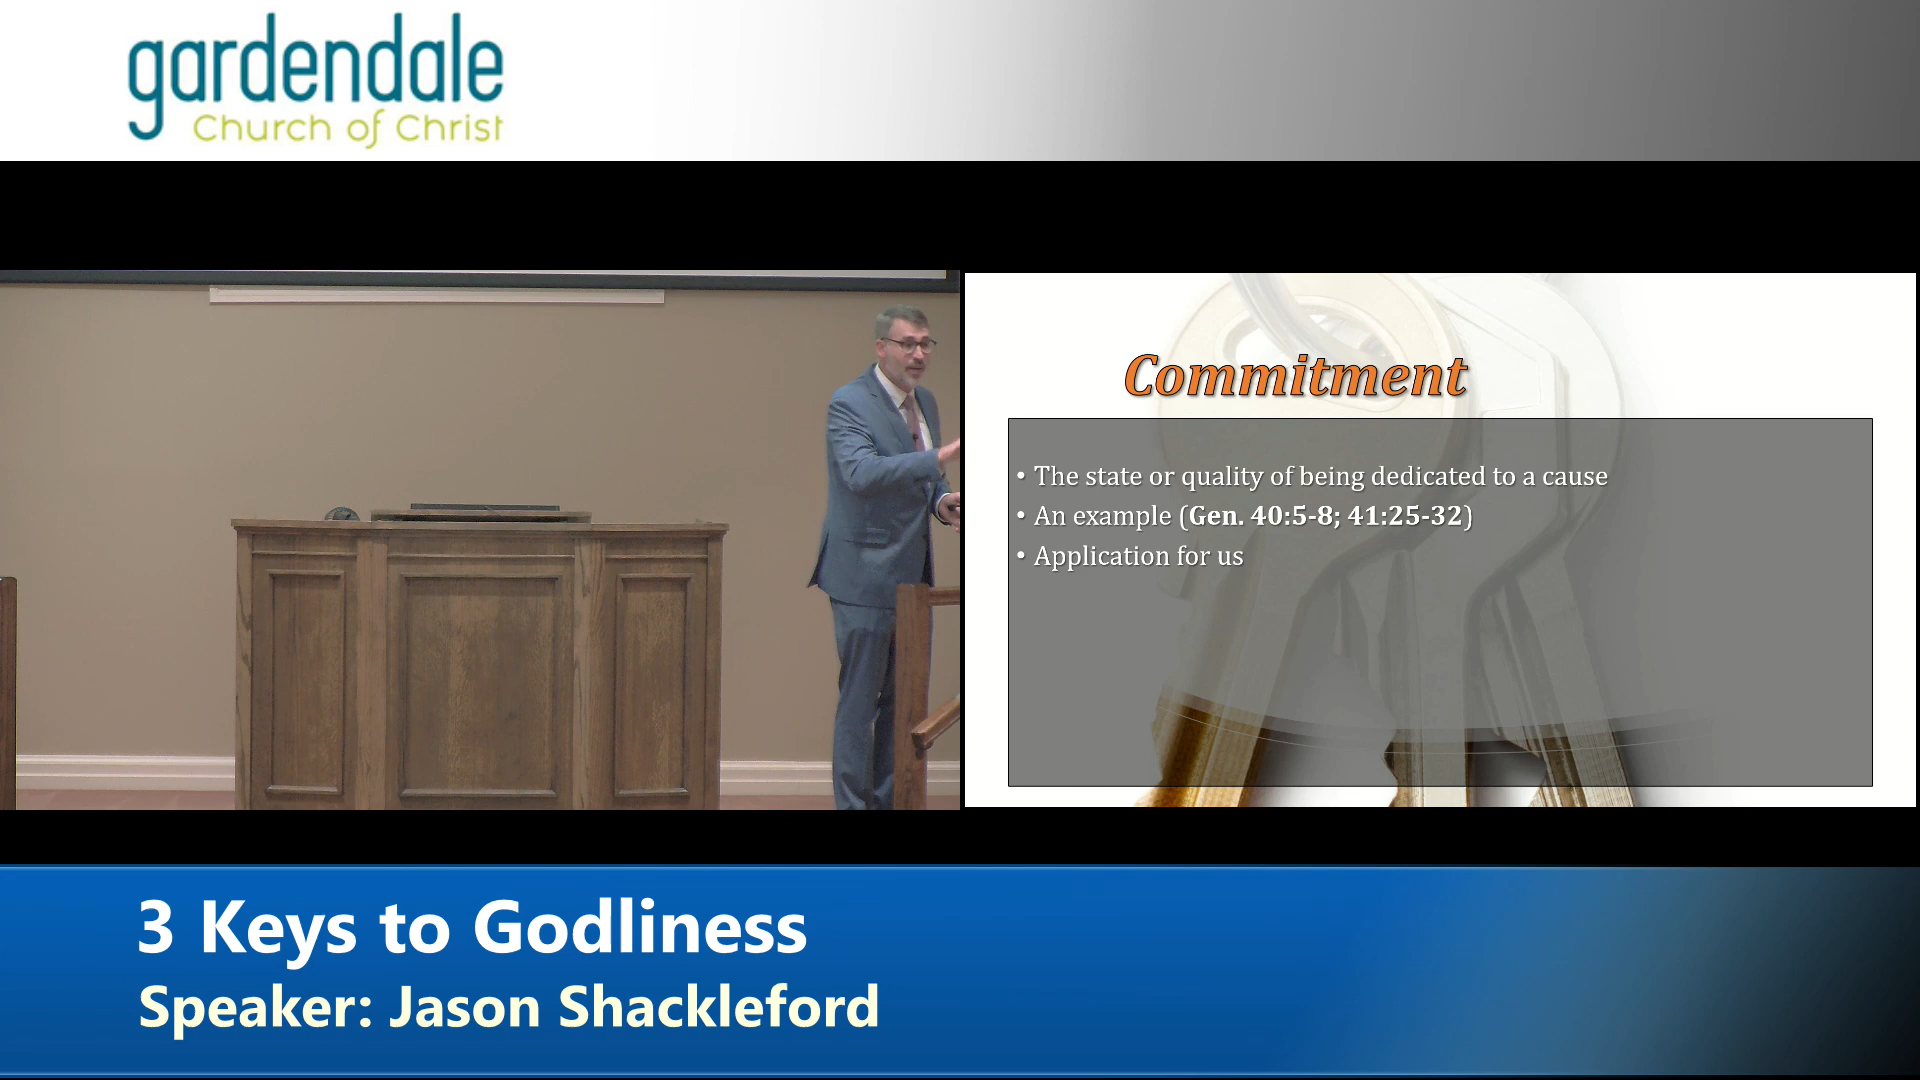 gardendale
Church of Christ
Commitment
• The state or quality of being dedicated to a cause
• An example (Gen. 40:5-8; 41:25-32)
• Application for us
3 Keys to Godliness
Speaker: Jason Shackleford